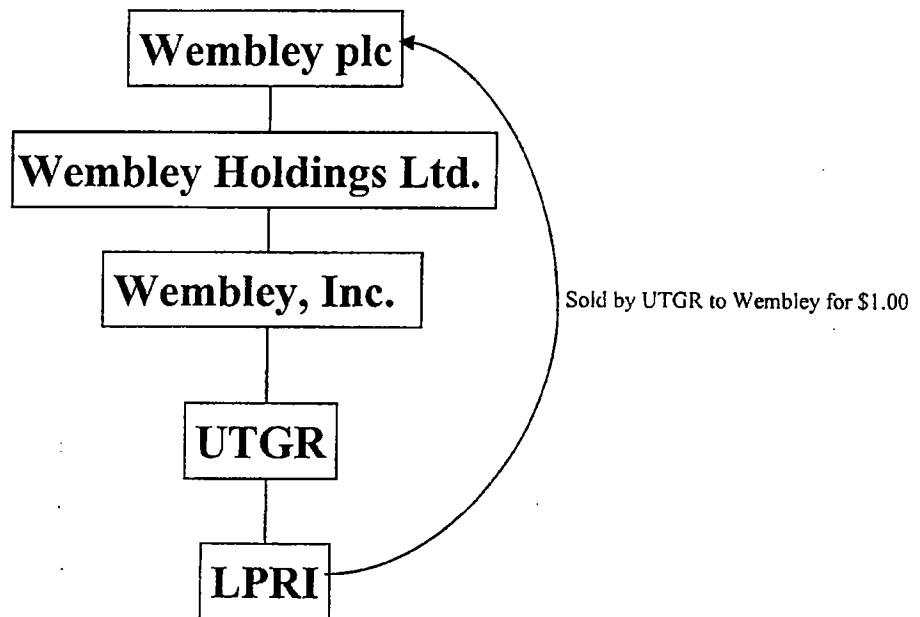 Wembley plc
Wembley Holdings Ltd.
Wembley, Inc.
Sold by UTGR to Wembley for $1.00
UTGR
LPRI